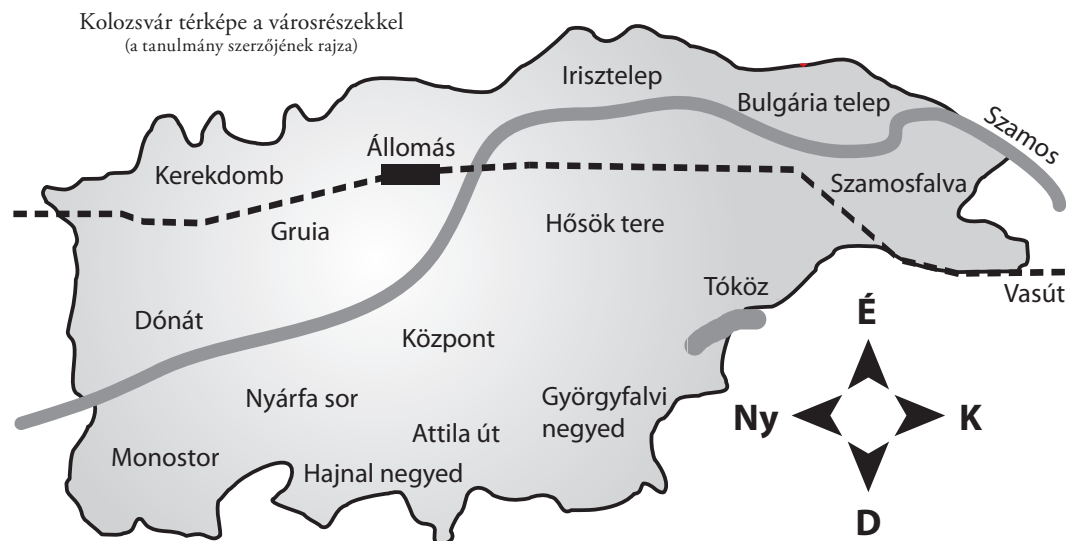 Kolozsvár térképe a városrészekkel
(a tanulmány szerzőjének rajza)
Irisztelep
Bulgária telep
Szamos
Állomás
Kerekdomb
Szamosfalva
Gruia
Hősök tere
Tóköz
Vasút
Dónát
Központ
É
Nyárfa sor
Györgyfalvi
negyed
Ny
K
Attila út
Monostor
Hajnal negyed
D